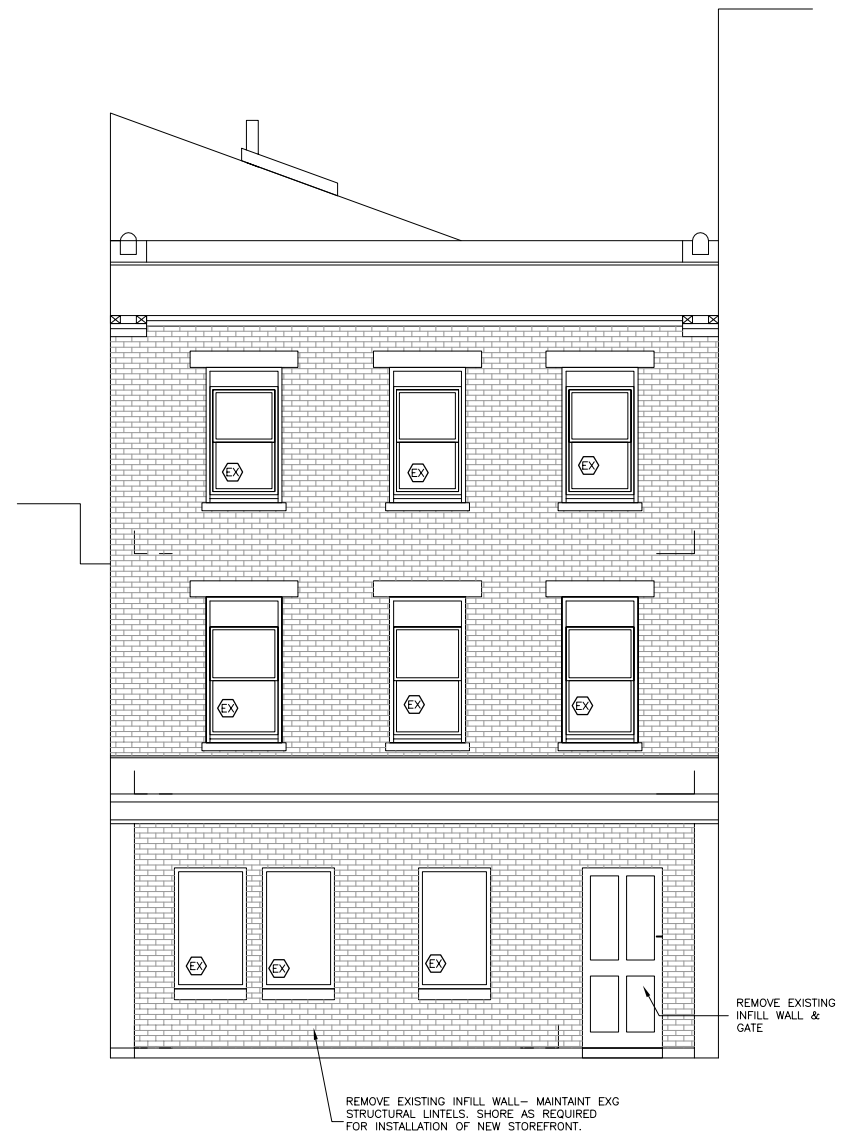 EX
EX
EX
EX
EX
EX
EX
EX
EX
REMOVE EXISTING
INFILL WALL &
GATE
REMOVE EXISTING INFILL WALL– MAINTAINT EXG
STRUCTURAL LINTELS. SHORE AS REQUIRED
FOR INSTALLATION OF NEW STOREFRONT.